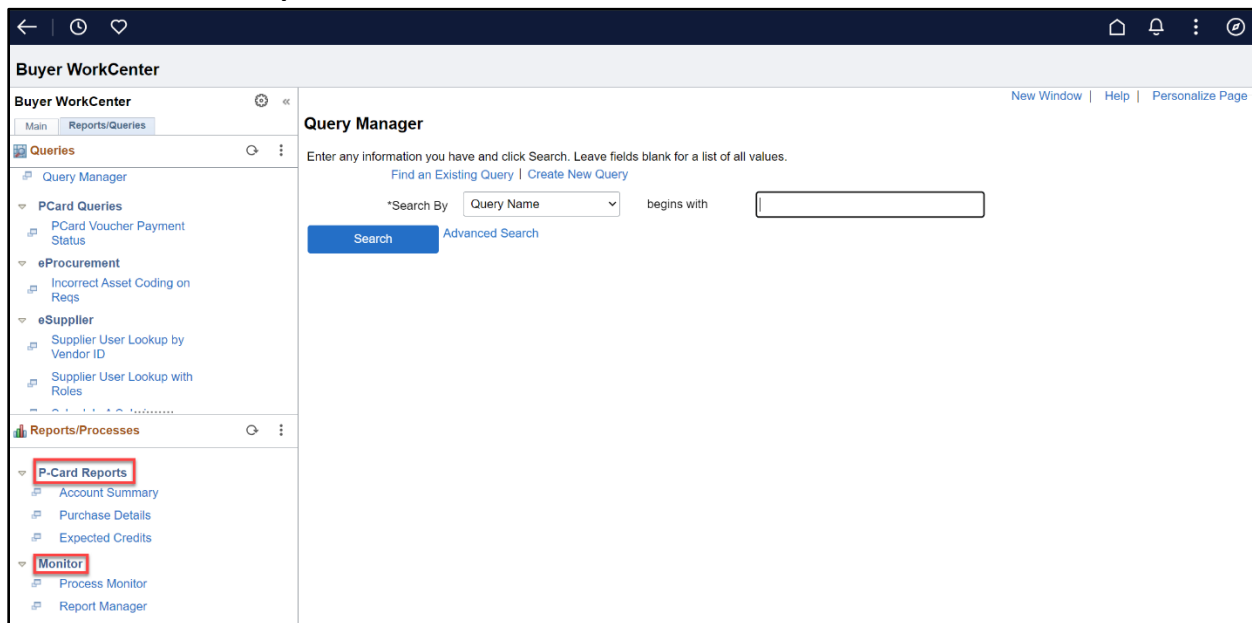 Buyer WorkCenter
Buyer WorkCenter
Main Reports/Queries
Queries
Query Manager
PCard Queries
PCard Voucher Payment
Status
eProcurement
Incorrect Asset Coding on
Reqs
eSupplier
Supplier User Lookup by
Vendor ID
Supplier User Lookup with
Roles
Reports/Processes
P-Card Reports
Account Summary
Purchase Details
Expected Credits
Monitor
Process Monitor
Report Manager
New Window | Help | Personalize Page
Query Manager
Enter any information you have and click Search. Leave fields blank for a list of all values.
Find an Existing Query | Create New Query
*Search By Query Name begins with
Search Advanced Search